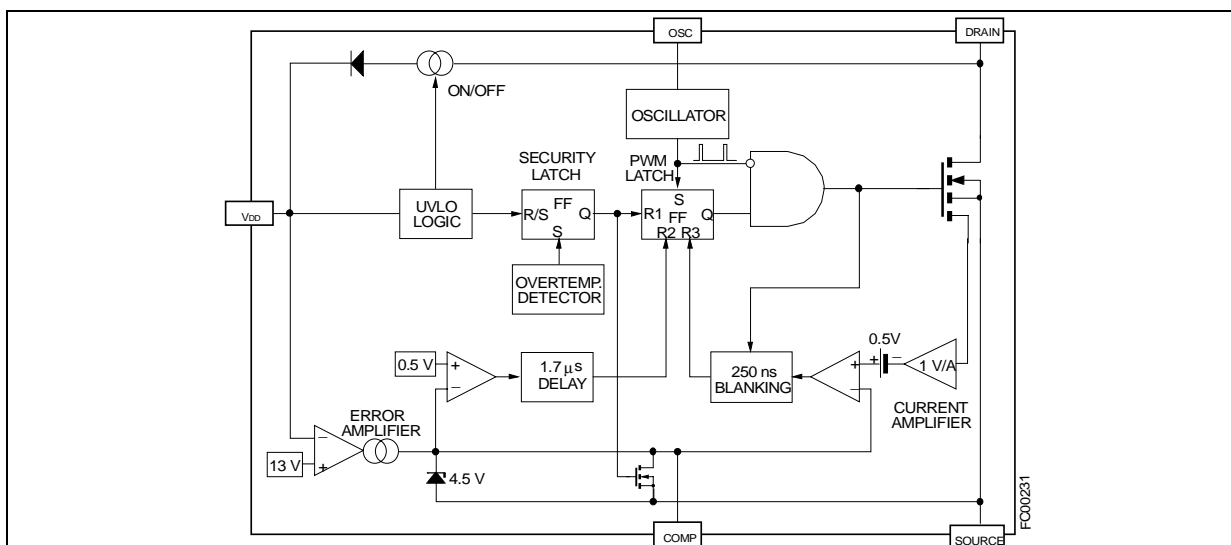 OSC
DRAIN
ON/OFF
OSCILLATOR
SECURITY
LATCH
PWM
LATCH
VDD
UVLO
LOGIC
R/S
FF
Q
S
S
R1
FF
Q
R2 R3
OVERTEMP.
DETECTOR
0.5 V
+
–
1.7 μs
DELAY
250 ns
BLANKING
+
–
0.5V
+
–
1 V/A
CURRENT
AMPLIFIER
ERROR
AMPLIFIER
–
+
13 V
4.5 V
COMP
SOURCE
FC00231